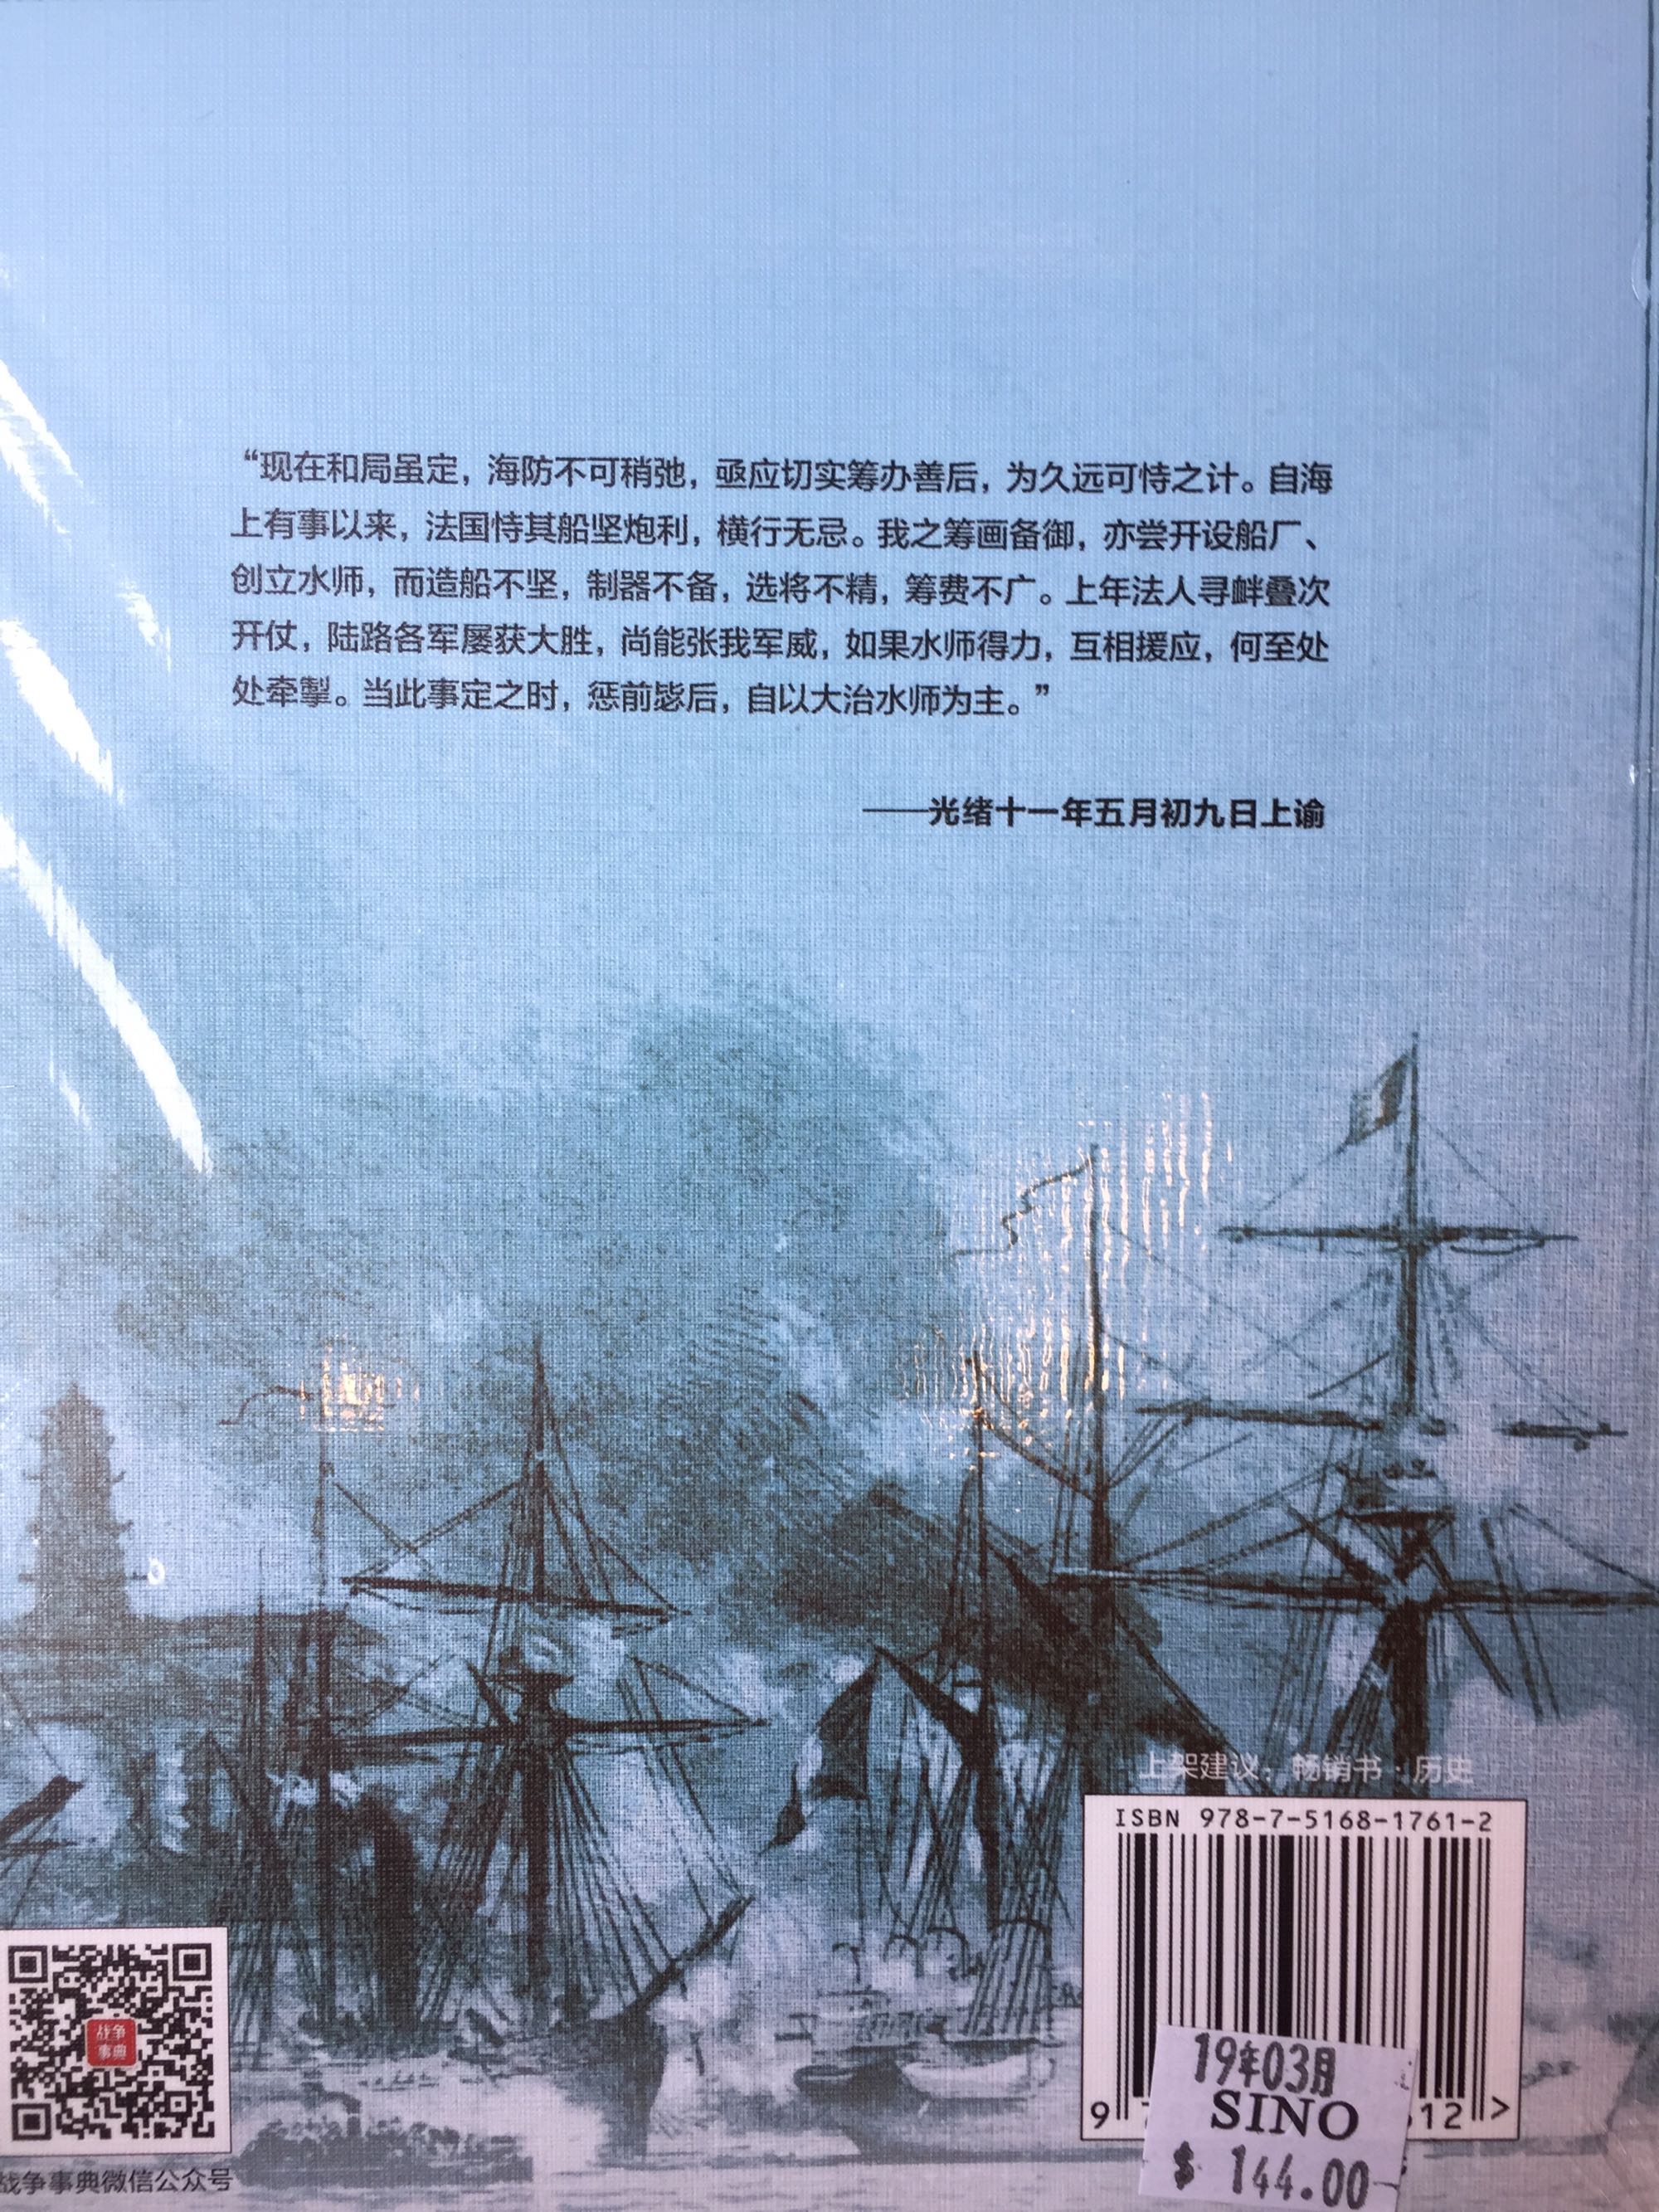 “现在和局虽定，海防不可稍弛，亟应切实筹办善后，为久远可恃之计。自海
上有事以来，法国恃其船坚炮利，横行无忌。我之筹画备御，亦尝开设船厂、
创立水师，而造船不坚，制器不备，选将不精，筹费不广。上年法人寻衅叠次
开仗，陆路各军屡获大胜，尚能张我军威，如果水师得力，互相援应，何至处
处牵掣。当此事定之时，惩前毖后，自以大治水师为主。”
——光绪十一年五月初九日上谕
上架建议：畅销书·历史
ISBN 978-7-5168-1761-2
19年03月
SINO
$ 144.00
9
612 >
战争
事典
战争事典微信公众号